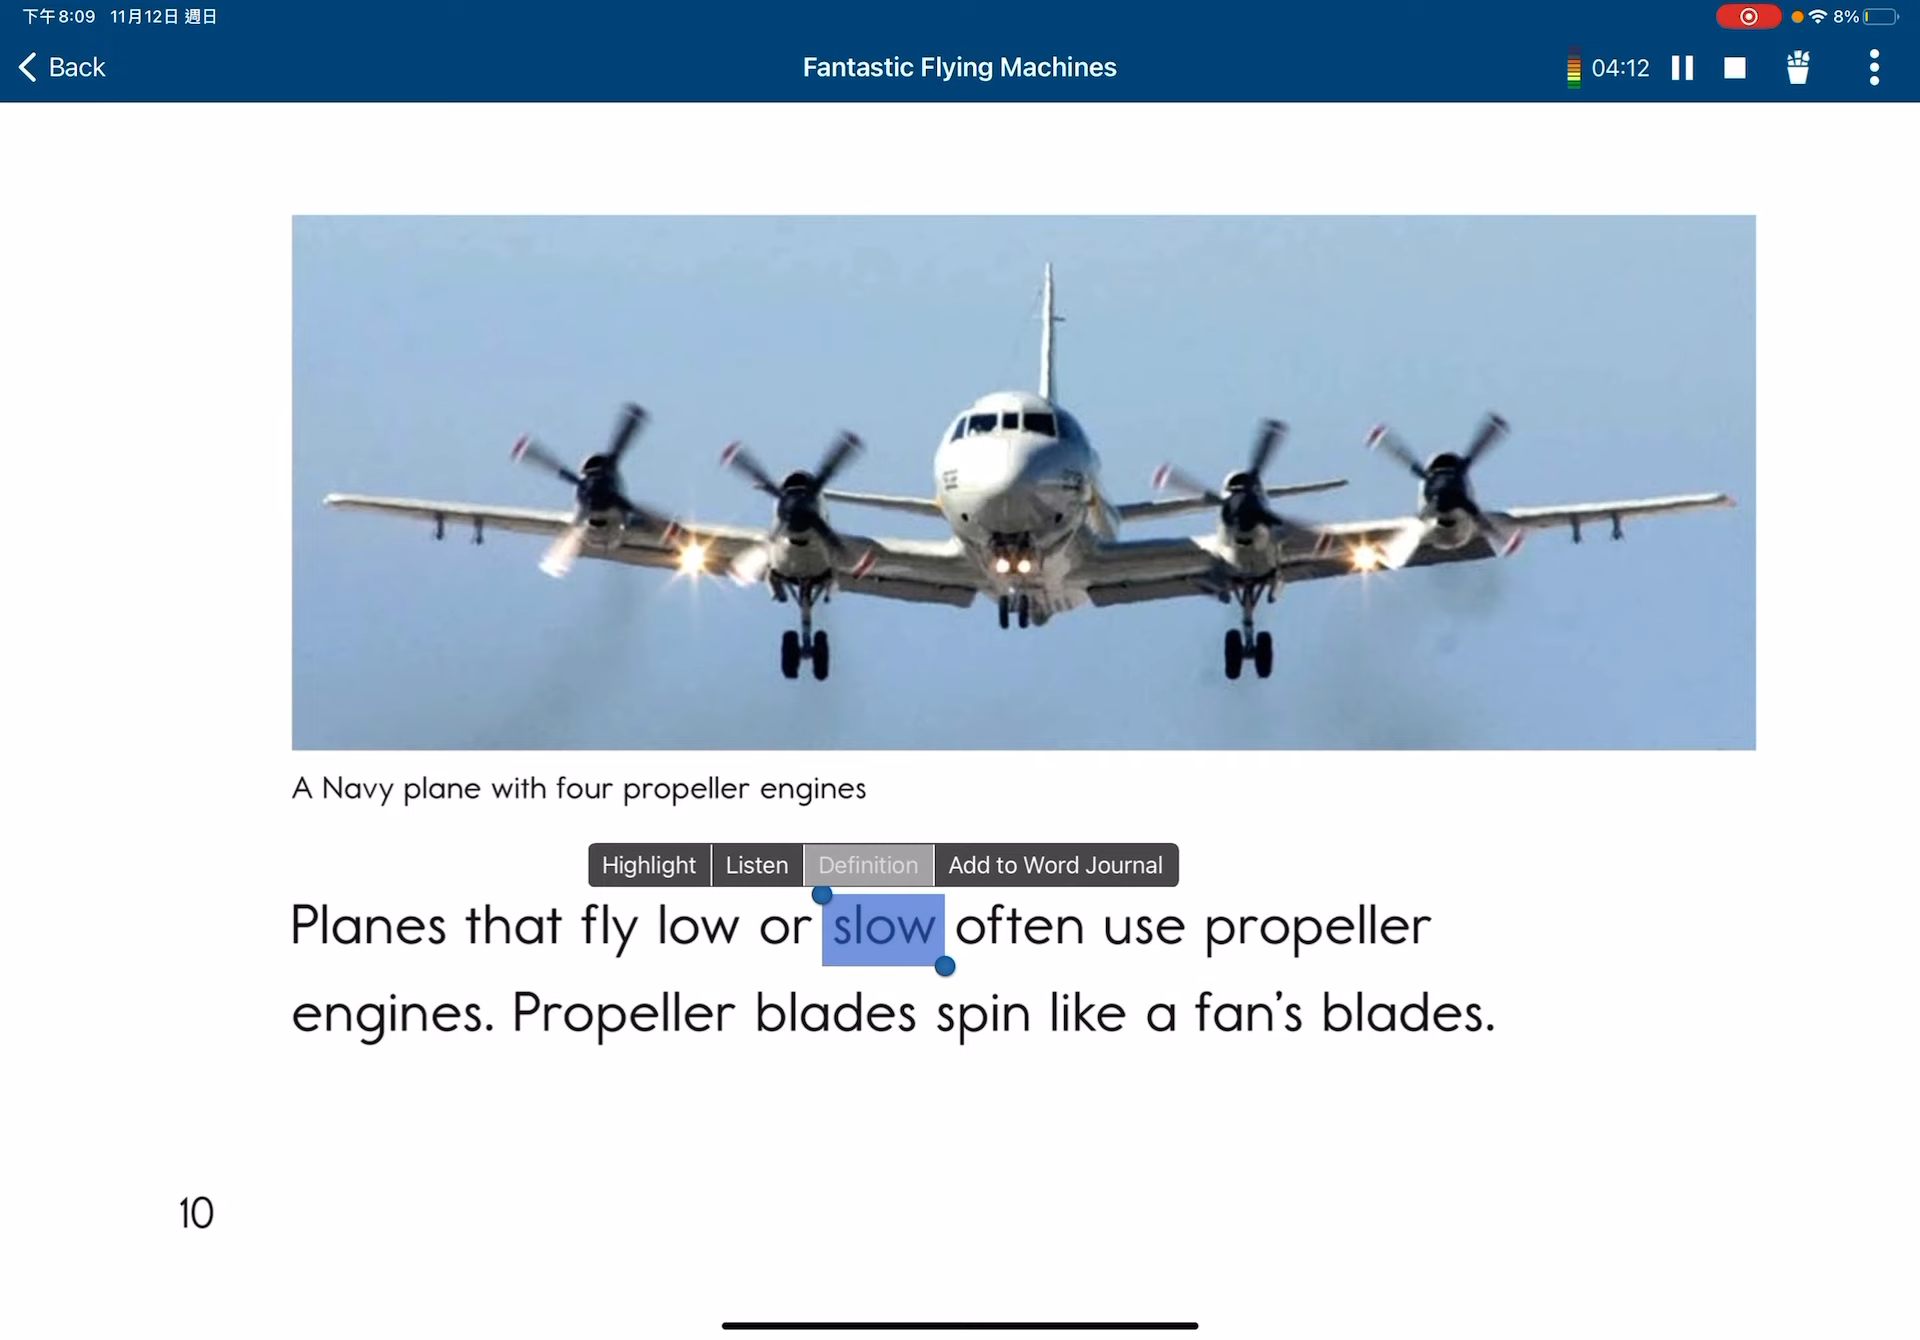 下午8:09 11月12日 週日
8%
Back
Fantastic Flying Machines
04:12
A Navy plane with four propeller engines
Highlight Listen Definition Add to Word Journal
Planes that fly low or slow often use propeller
engines. Propeller blades spin like a fan’s blades.
10